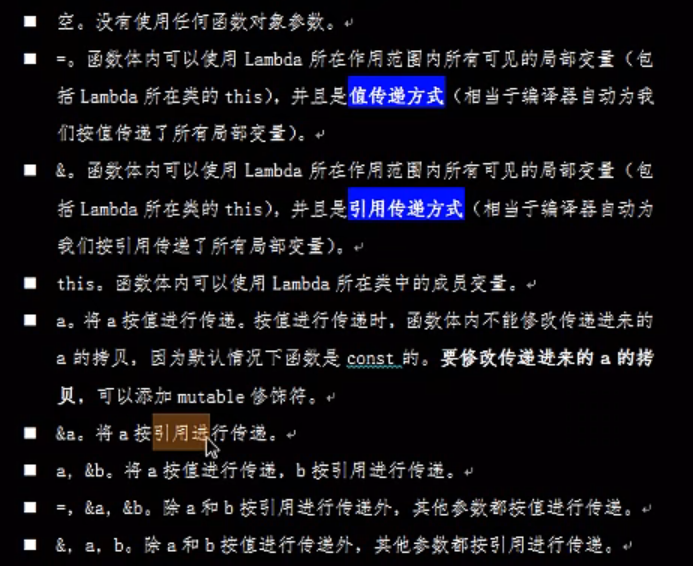 ■ 空。没有使用任何函数对象参数。
■ =。函数体内可以使用 Lambda 所在作用范围内所有可见的局部变量（包
括 Lambda 所在类的 this），并且是值传递方式（相当于编译器自动为我
们按值传递了所有局部变量）。
■ &。函数体内可以使用 Lambda 所在作用范围内所有可见的局部变量（包
括 Lambda 所在类的 this），并且是引用传递方式（相当于编译器自动为
我们按引用传递了所有局部变量）。
■ this。函数体内可以使用 Lambda 所在类中的成员变量。
■ a。将 a 按值进行传递。按值进行传递时，函数体内不能修改传递进来的
a 的拷贝，因为默认情况下函数是 const 的。要修改传递进来的 a 的拷
贝，可以添加 mutable 修饰符。
■ &a。将 a 按引用进行传递。
■ a，&b。将 a 按值进行传递，b 按引用进行传递。
■ =，&a，&b。除 a 和 b 按引用进行传递外，其他参数都按值进行传递。
■ &，a，b。除 a 和 b 按值进行传递外，其他参数都按引用进行传递。